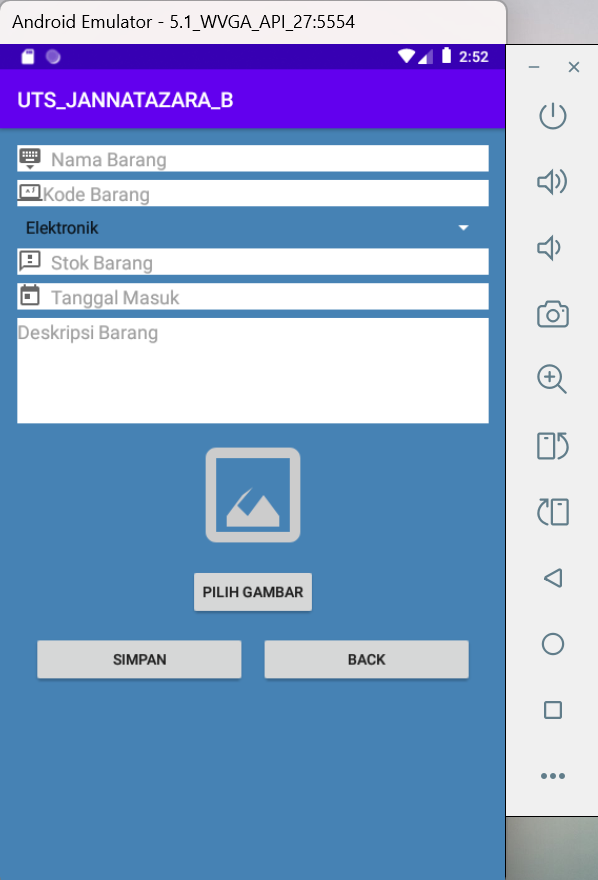 Android Emulator - 5.1_WVGA_API_27:5554
2:52
UTS_JANNATAZARA_B
Nama Barang
Kode Barang
Elektronik
Stok Barang
Tanggal Masuk
Deskripsi Barang
PILIH GAMBAR
SIMPAN BACK